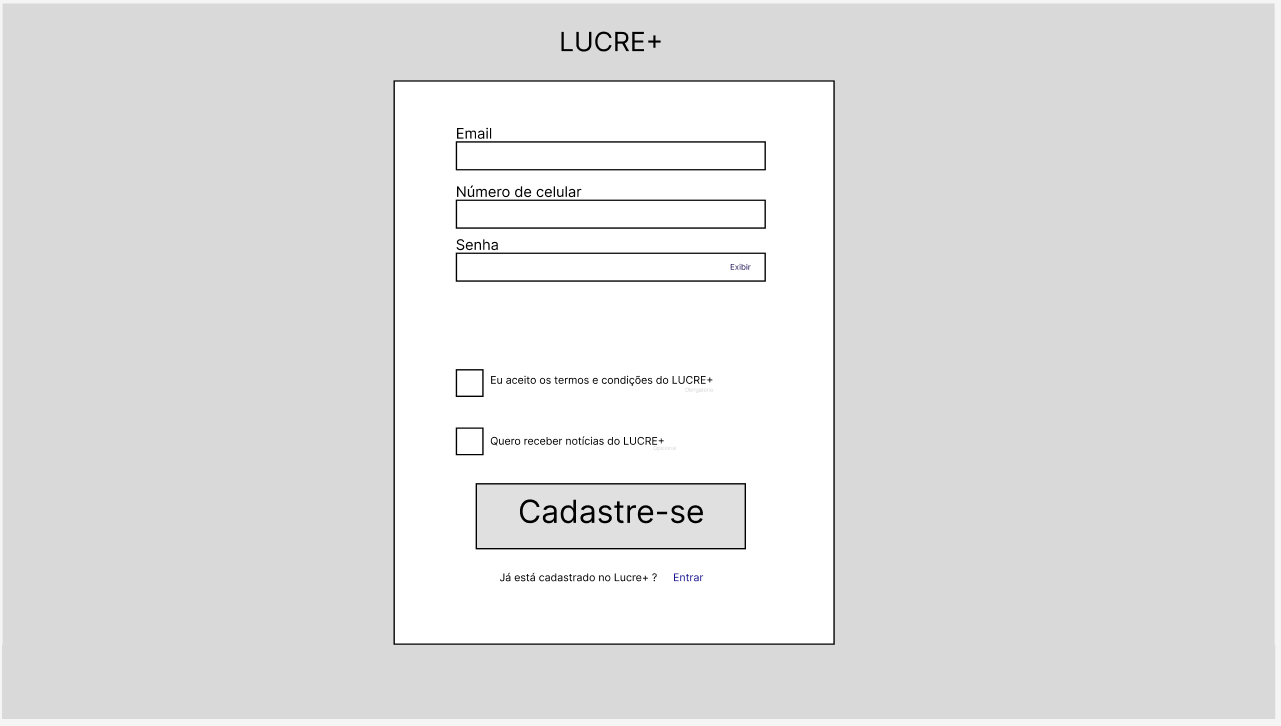 LUCRE+
Email
Número de celular
Senha
Exibir
Eu aceito os termos e condições do LUCRE+
Quero receber notícias do LUCRE+
Cadastre-se
Já está cadastrado no Lucre+ ? Entrar